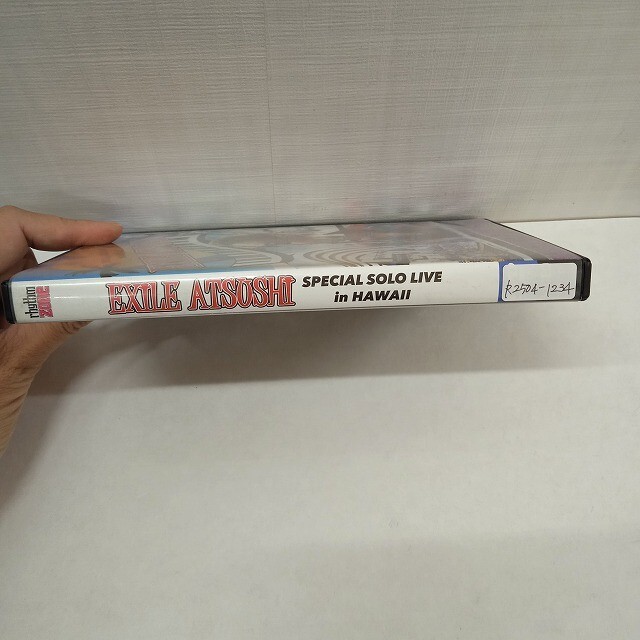 rhythm
ZONE
EXILE ATSUSHI SPECIAL SOLO LIVE
in HAWAII
R2504-1234